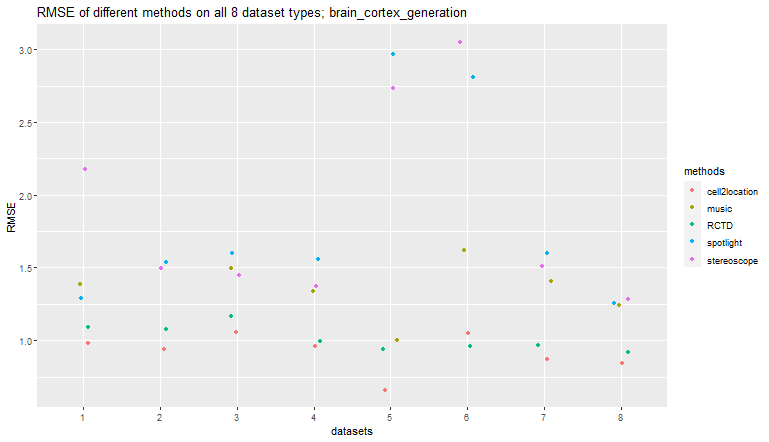 RMSE of different methods on all 8 dataset types; brain_cortex_generation
3.0
2.5
2.0
1.5
1.0
RMSE
1 2 3 4 5 6 7 8
datasets
methods
cell2location
music
RCTD
spotlight
stereoscope